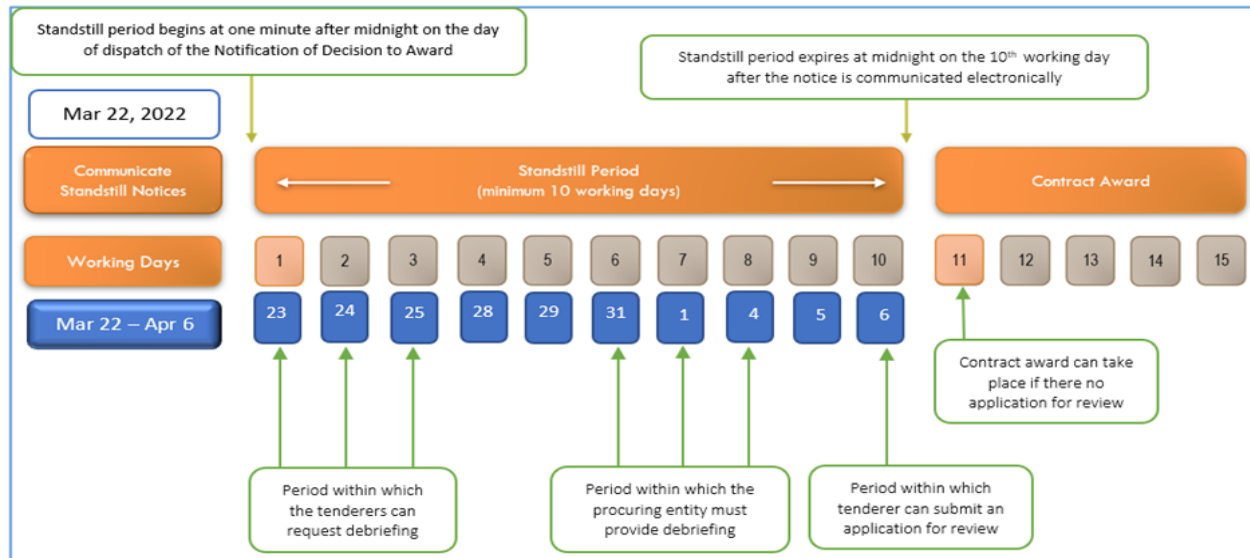 Standstill period begins at one minute after midnight on the day
of dispatch of the Notification of Decision to Award
Standstill period expires at midnight on the 10th working day
after the notice is communicated electronically
Mar 22, 2022
Communicate
Standstill Notices
Standstill Period
(minimum 10 working days)
Contract Award
Working Days
1 2 3 4 5 6 7 8 9 10 11 12 13 14 15
Mar 22 – Apr 6
23 24 25 28 29 31 1 4 5 6
Contract award can take
place if there no
application for review
Period within which
the tenderers can
request debriefing
Period within which the
procuring entity must
provide debriefing
Period within which
tenderer can submit an
application for review